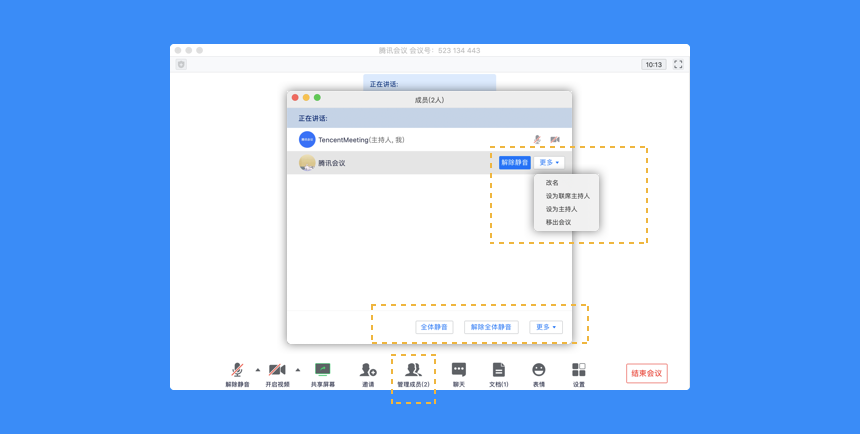 腾讯会议 会议号：523 134 443
10:13
正在讲话:
成员(2人)
正在讲话:
TencentMeeting(主持人, 我)
腾讯会议
解除静音
更多
改名
设为联席主持人
设为主持人
移出会议
全体静音
解除全体静音
更多
解除静音
开启视频
共享屏幕
邀请
管理成员(2)
聊天
文档(1)
表情
设置
结束会议